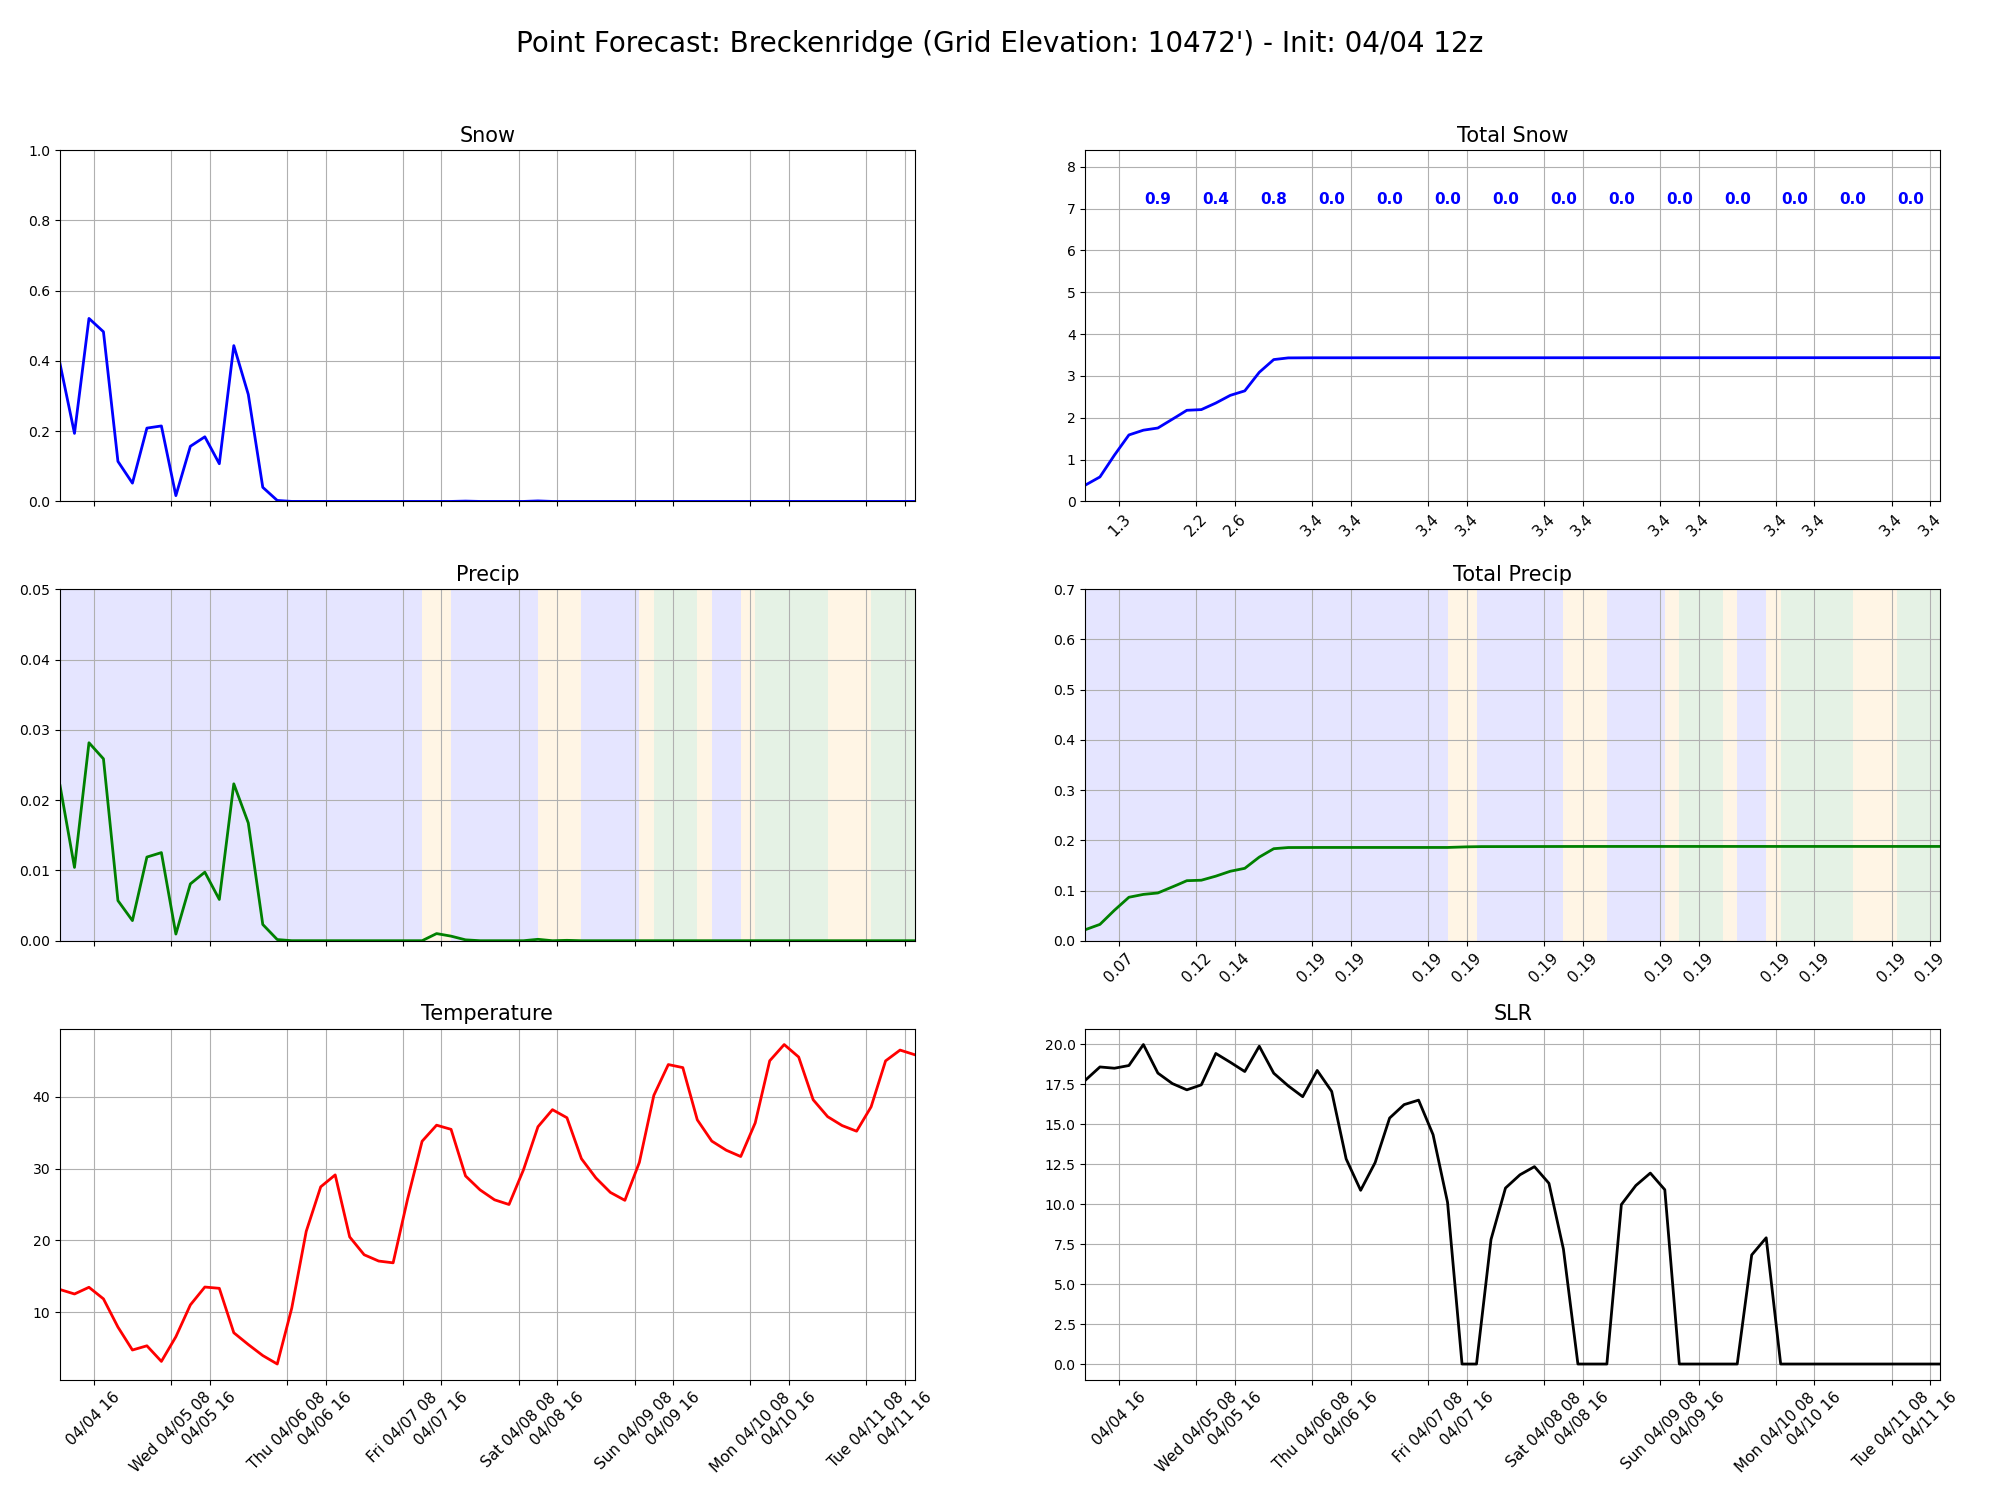 Point Forecast: Breckenridge (Grid Elevation: 10472') - Init: 04/04 12z
Snow
1.0
0.8
0.6
0.4
0.2
0.0
Total Snow
8
7
6
5
4
3
2
1
0
0.9 0.4 0.8 0.0 0.0 0.0 0.0 0.0 0.0 0.0 0.0 0.0 0.0 0.0
1.3 2.2 2.6 3.4 3.4 3.4 3.4 3.4 3.4 3.4 3.4 3.4 3.4 3.4 3.4
Precip
0.05
0.04
0.03
0.02
0.01
0.00
Total Precip
0.7
0.6
0.5
0.4
0.3
0.2
0.1
0.0
0.07 0.12 0.14 0.19 0.19 0.19 0.19 0.19 0.19 0.19 0.19 0.19 0.19 0.19 0.19
Temperature
40
30
20
10
04/04 16
Wed 04/05 08
04/05 16
Thu 04/06 08
04/06 16
Fri 04/07 08
04/07 16
Sat 04/08 08
04/08 16
Sun 04/09 08
04/09 16
Mon 04/10 08
04/10 16
Tue 04/11 08
04/11 16
SLR
20.0
17.5
15.0
12.5
10.0
7.5
5.0
2.5
0.0
04/04 16
Wed 04/05 08
04/05 16
Thu 04/06 08
04/06 16
Fri 04/07 08
04/07 16
Sat 04/08 08
04/08 16
Sun 04/09 08
04/09 16
Mon 04/10 08
04/10 16
Tue 04/11 08
04/11 16